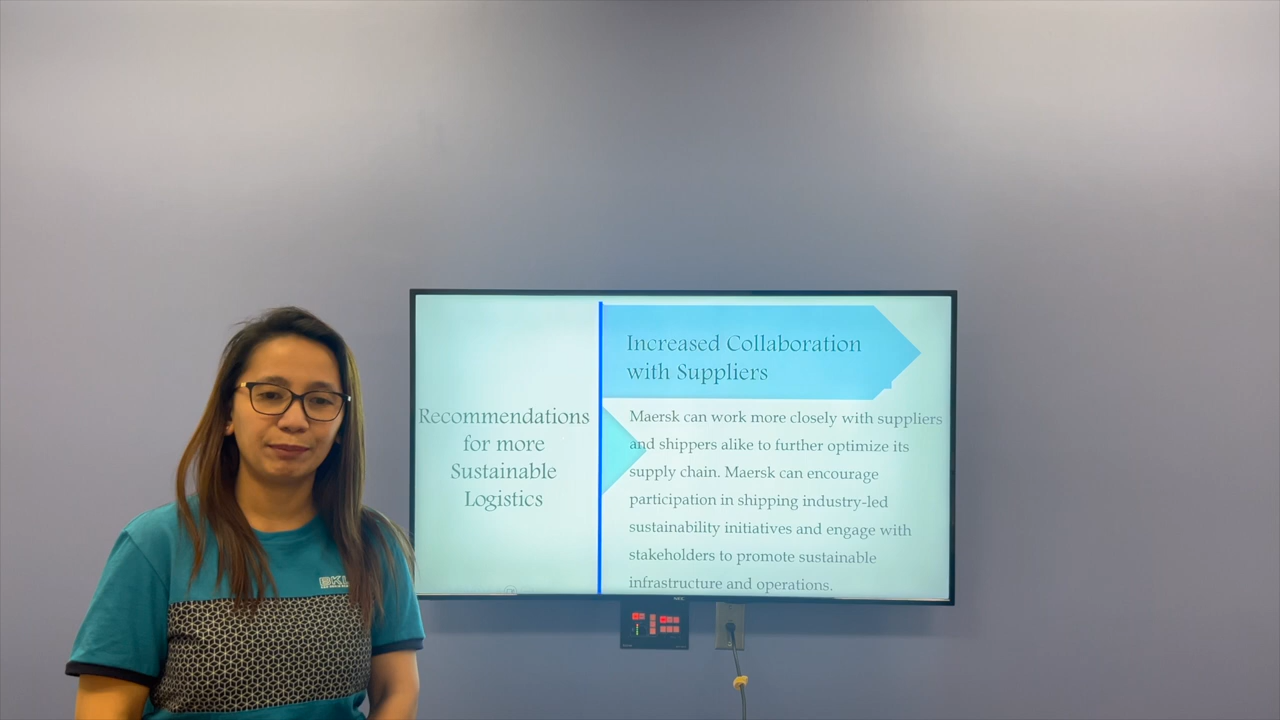 Recommendations
for more
Sustainable
Logistics
Increased Collaboration
with Suppliers
Maersk can work more closely with suppliers
and shippers alike to further optimize its
supply chain. Maersk can encourage
participation in shipping industry-led
sustainability initiatives and engage with
stakeholders to promote sustainable
infrastructure and operations.